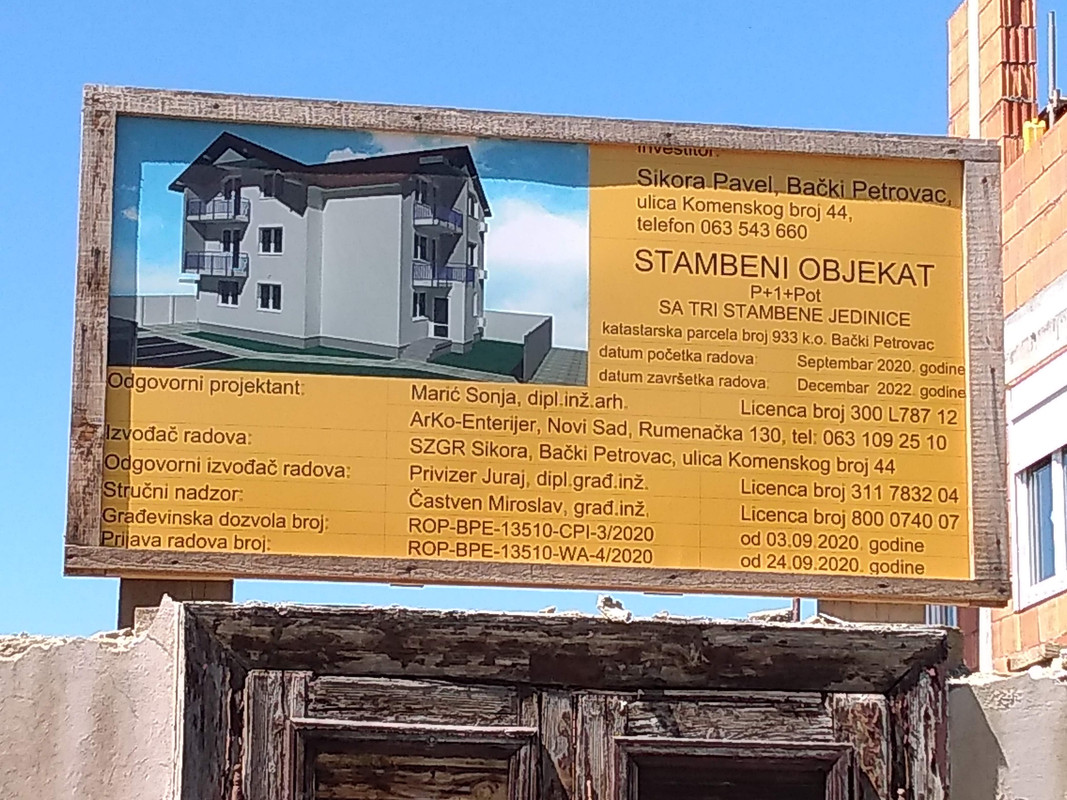 Investitor:
Sikora Pavel, Bački Petrovac,
ulica Komenskog broj 44,
telefon 063 543 660
STAMBENI OBJEKAT
P+1+Pot
SA TRI STAMBENE JEDINICE
katastarska parcela broj 933 k.o. Bački Petrovac
datum početka radova: Septembar 2020. godine
datum završetka radova: Decembar 2022. godine
Odgovorni projektant: Marić Sonja, dipl.inž.arh. Licenca broj 300 L787 12
ArKo-Enterijer, Novi Sad, Rumenačka 130, tel: 063 109 25 10
Izvođač radova: SZGR Sikora, Bački Petrovac, ulica Komenskog broj 44
Odgovorni izvođač radova: Privizer Juraj, dipl.građ.inž. Licenca broj 311 7832 04
Stručni nadzor: Častven Miroslav, građ.inž. Licenca broj 800 0740 07
Građevinska dozvola broj: ROP-BPE-13510-CPI-3/2020 od 03.09.2020. godine
Prijava radova broj: ROP-BPE-13510-WA-4/2020 od 24.09.2020. godine